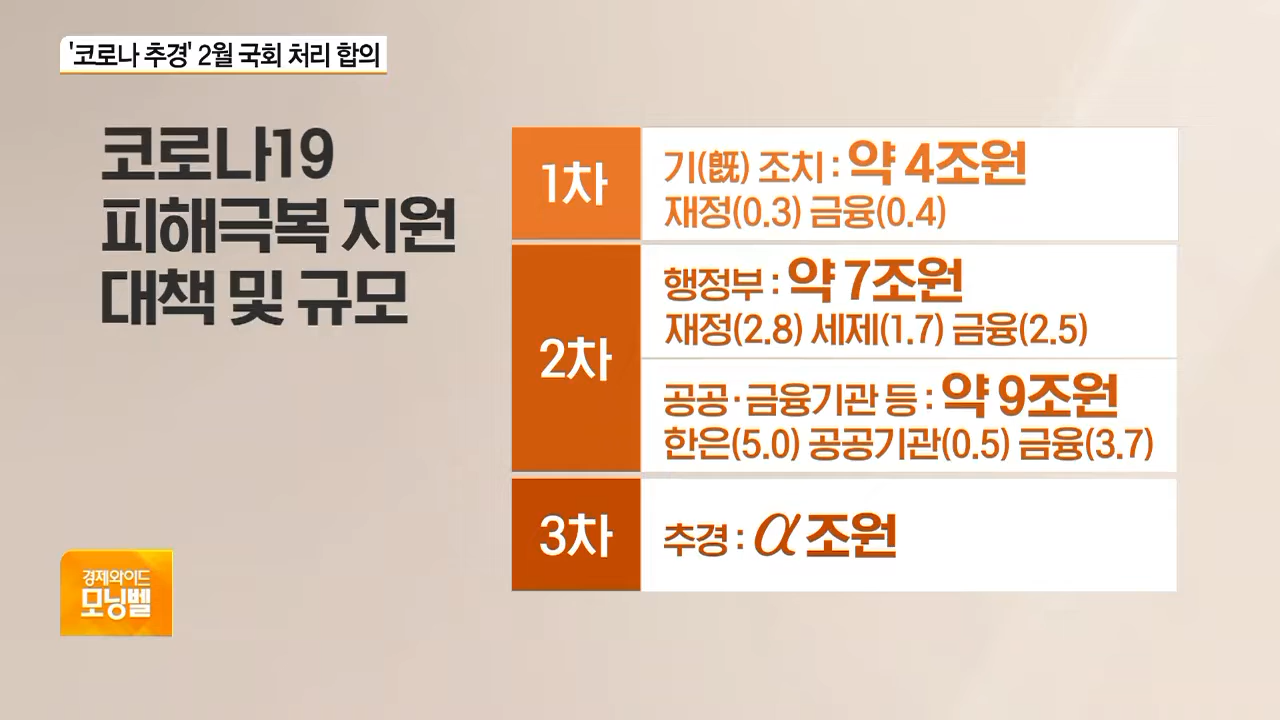 '코로나 추경' 2월 국회 처리 합의
코로나19
피해극복 지원
대책 및 규모
1차
기(旣) 조치 : 약 4조원
재정(0.3) 금융(0.4)
2차
행정부 : 약 7조원
재정(2.8) 세제(1.7) 금융(2.5)
공공·금융기관 등 : 약 9조원
한은(5.0) 공공기관(0.5) 금융(3.7)
3차
추경 : α 조원
경제와이드
모닝벨